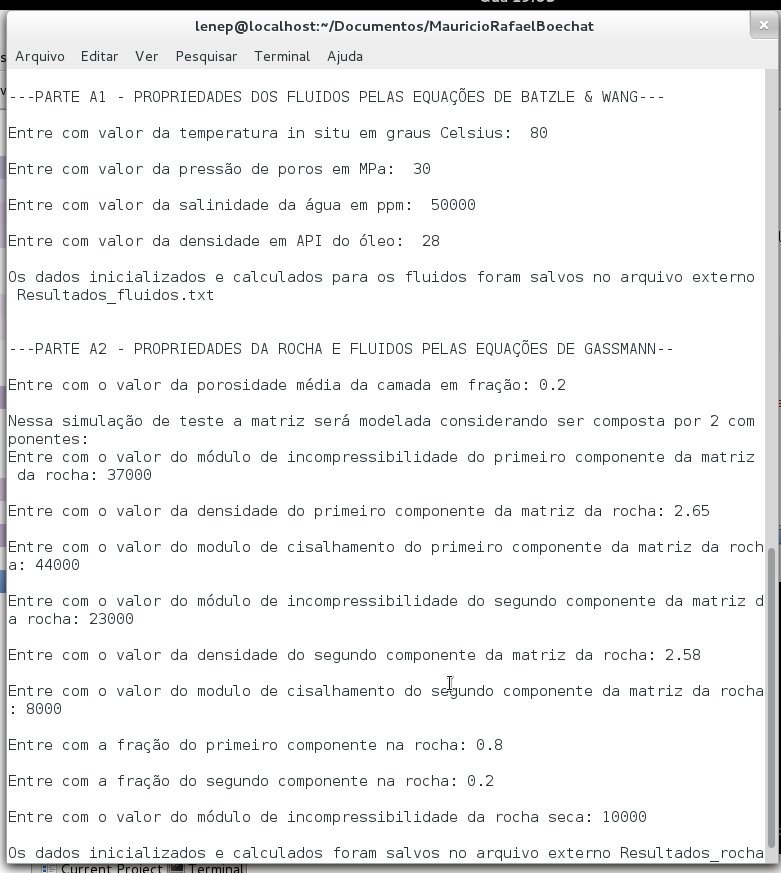 lenep@localhost:~/Documentos/MauricioRafaelBoechat
Arquivo Editar Ver Pesquisar Terminal Ajuda
---PARTE A1 - PROPRIEDADES DOS FLUIDOS PELAS EQUAÇÕES DE BATZLE & WANG---
Entre com valor da temperatura in situ em graus Celsius:  80
Entre com valor da pressão de poros em MPa:  30
Entre com valor da salinidade da água em ppm:  50000
Entre com valor da densidade em API do óleo:  28
Os dados inicializados e calculados para os fluidos foram salvos no arquivo externo
Resultados_fluidos.txt
---PARTE A2 - PROPRIEDADES DA ROCHA E FLUIDOS PELAS EQUAÇÕES DE GASSMANN--
Entre com o valor da porosidade média da camada em fração: 0.2
Nessa simulação de teste a matriz será modelada considerando ser composta por 2 com
ponentes:
Entre com o valor do módulo de incompressibilidade do primeiro componente da matriz
da rocha: 37000
Entre com o valor da densidade do primeiro componente da matriz da rocha: 2.65
Entre com o valor do modulo de cisalhamento do primeiro componente da matriz da roch
a: 44000
Entre com o valor do módulo de incompressibilidade do segundo componente da matriz d
a rocha: 23000
Entre com o valor da densidade do segundo componente da matriz da rocha: 2.58
Entre com o valor do modulo de cisalhamento do segundo componente da matriz da rocha
: 8000
Entre com a fração do primeiro componente na rocha: 0.8
Entre com a fração do segundo componente na rocha: 0.2
Entre com o valor do módulo de incompressibilidade da rocha seca: 10000
Os dados inicializados e calculados foram salvos no arquivo externo Resultados_rocha
Current Project Terminal